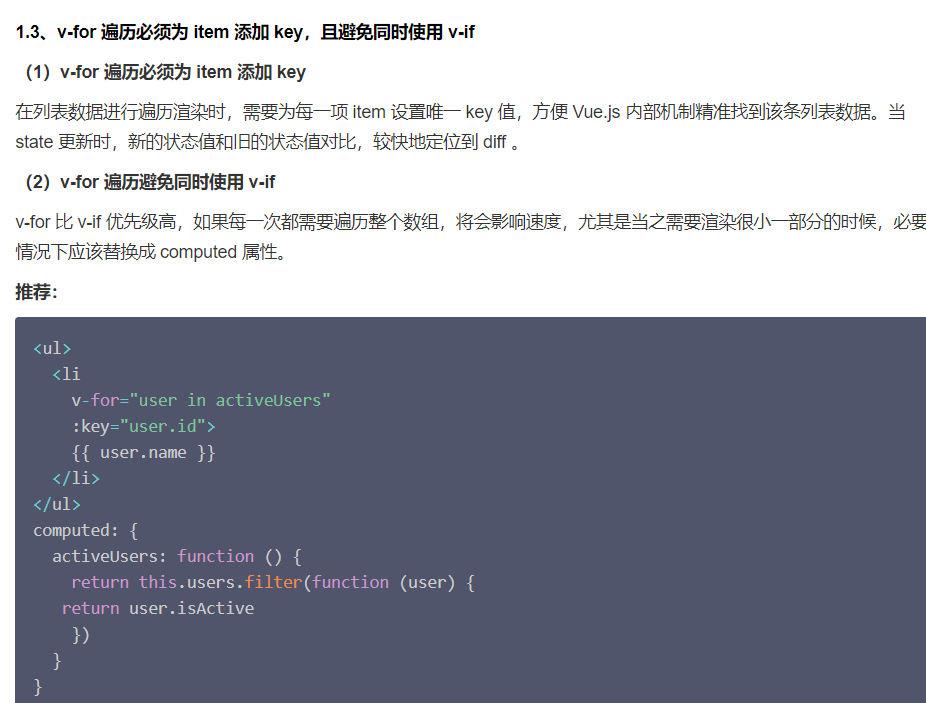 1.3、v-for 遍历必须为 item 添加 key，且避免同时使用 v-if
（1）v-for 遍历必须为 item 添加 key
在列表数据进行遍历渲染时，需要为每一项 item 设置唯一 key 值，方便 Vue.js 内部机制精准找到该条列表数据。当
state 更新时，新的状态值和旧的状态值对比，较快地定位到 diff 。
（2）v-for 遍历避免同时使用 v-if
v-for 比 v-if 优先级高，如果每一次都需要遍历整个数组，将会影响速度，尤其是当之需要渲染很小一部分的时候，必要
情况下应该替换成 computed 属性。
推荐：
<ul>
  <li
    v-for="user in activeUsers"
    :key="user.id">
    {{ user.name }}
  </li>
</ul>
computed: {
  activeUsers: function () {
    return this.users.filter(function (user) {
   return user.isActive
    })
  }
}